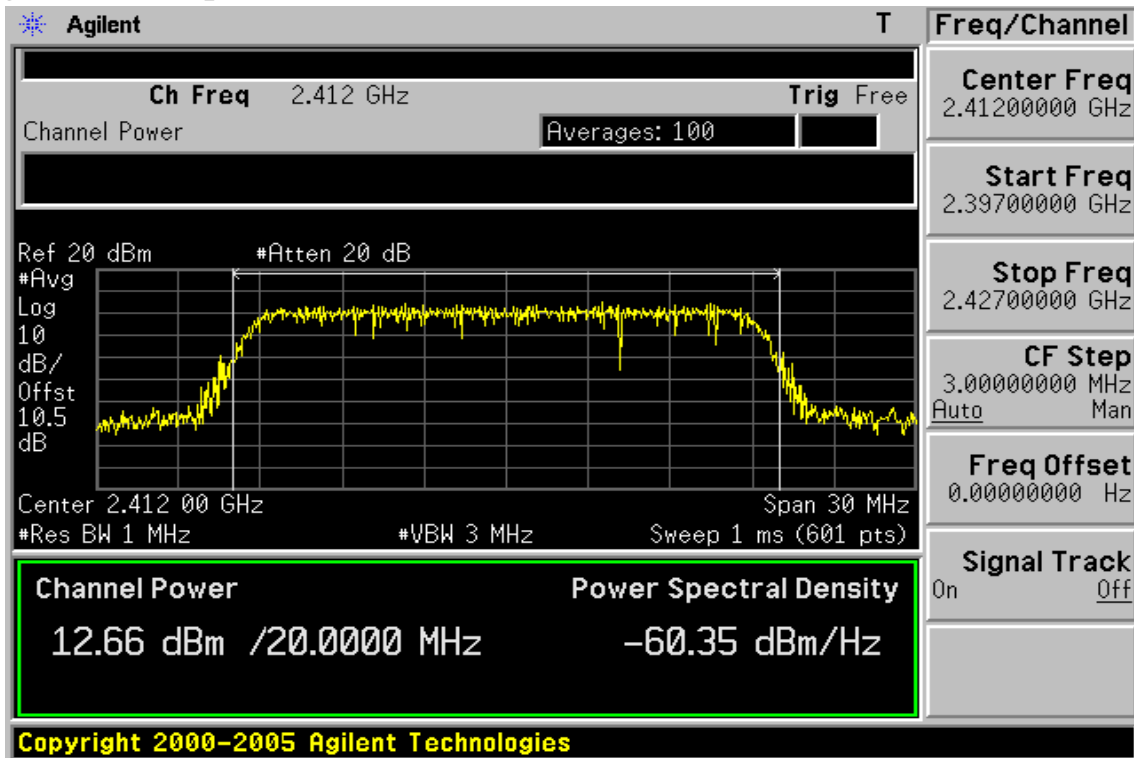 Agilent T Freq/Channel
Ch Freq 2.412 GHz Trig Free
Channel Power Averages: 100
Ref 20 dBm #Atten 20 dB
#Avg
Log
10
dB/
Offst
10.5
dB
Center 2.412 00 GHz Span 30 MHz
#Res BW 1 MHz #VBW 3 MHz Sweep 1 ms (601 pts)
Channel Power Power Spectral Density
12.66 dBm /20.0000 MHz -60.35 dBm/Hz
Center Freq
2.41200000 GHz
Start Freq
2.39700000 GHz
Stop Freq
2.42700000 GHz
CF Step
3.00000000 MHz
Auto Man
Freq Offset
0.00000000 Hz
Signal Track
On Off
Copyright 2000-2005 Agilent Technologies